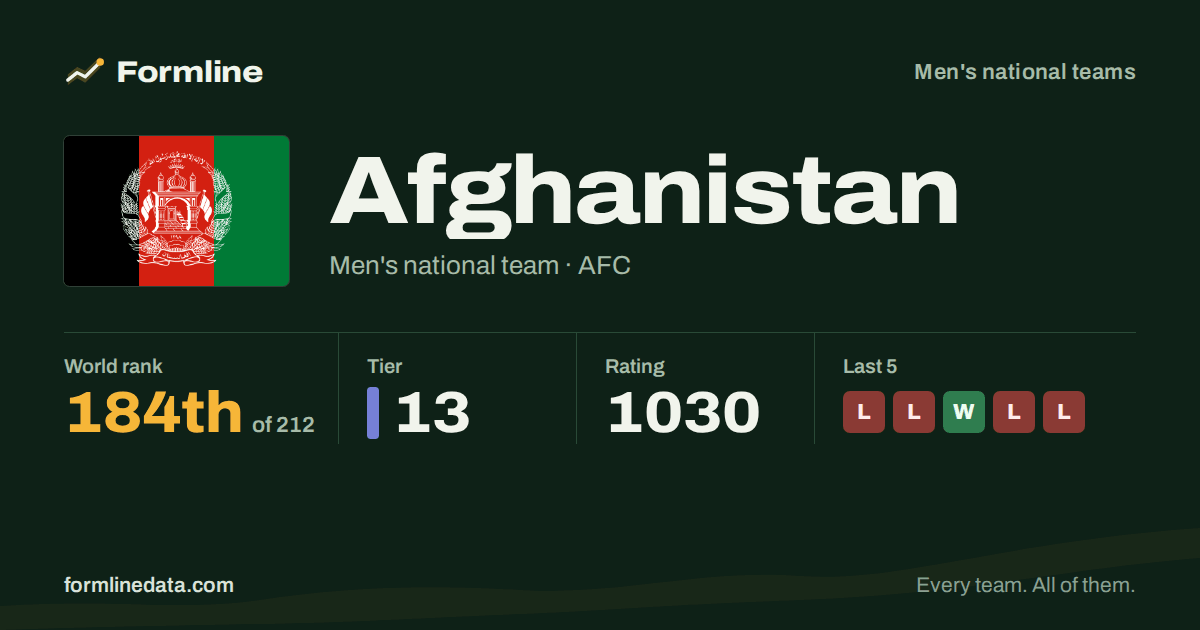 Formline
Men's national teams
Afghanistan
Men's national team · AFC
World rank
184th of 212
Tier
13
Rating
1030
Last 5
L L W L L
formlinedata.com
Every team. All of them.